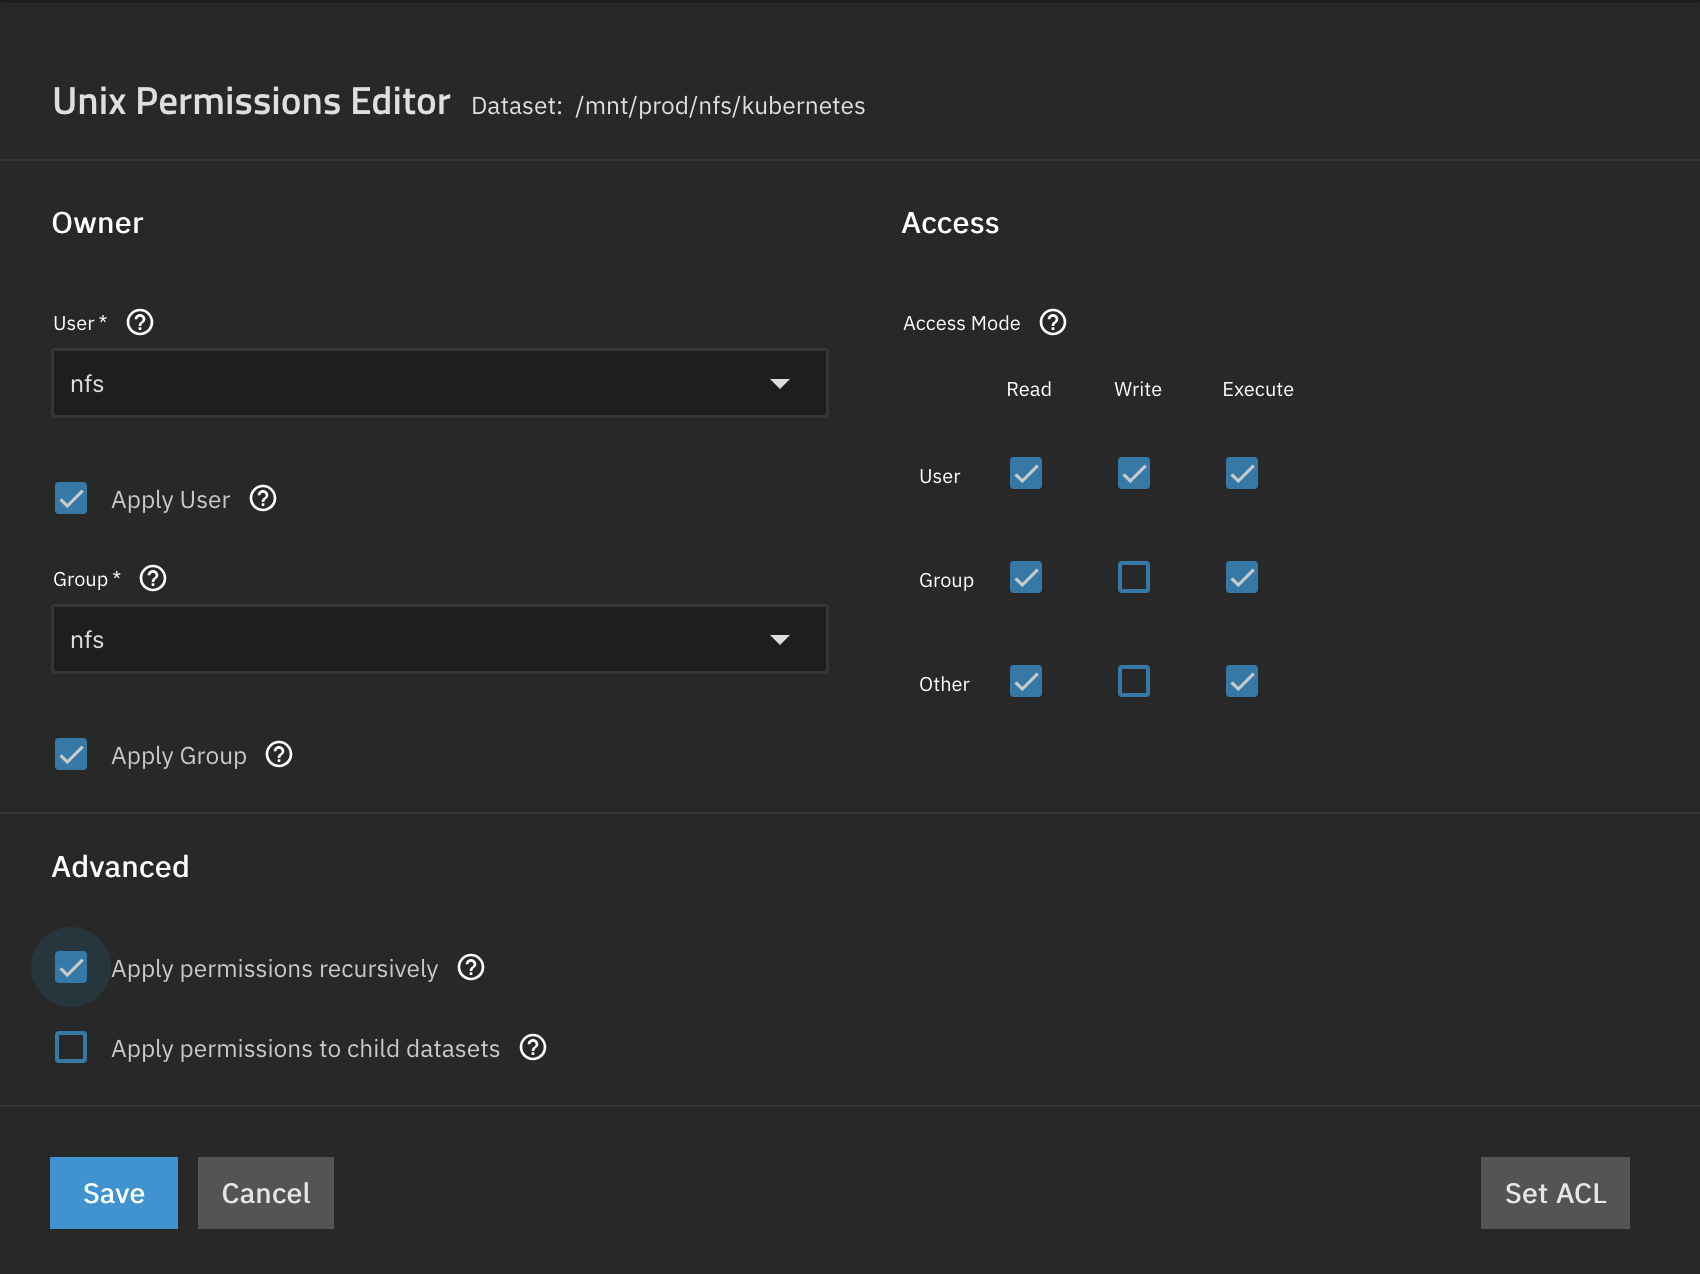 Unix Permissions Editor Dataset: /mnt/prod/nfs/kubernetes
Owner
User *
nfs
Apply User
Group *
nfs
Apply Group
Access
Access Mode
Read Write Execute
User
Group
Other
Advanced
Apply permissions recursively
Apply permissions to child datasets
Save Cancel Set ACL